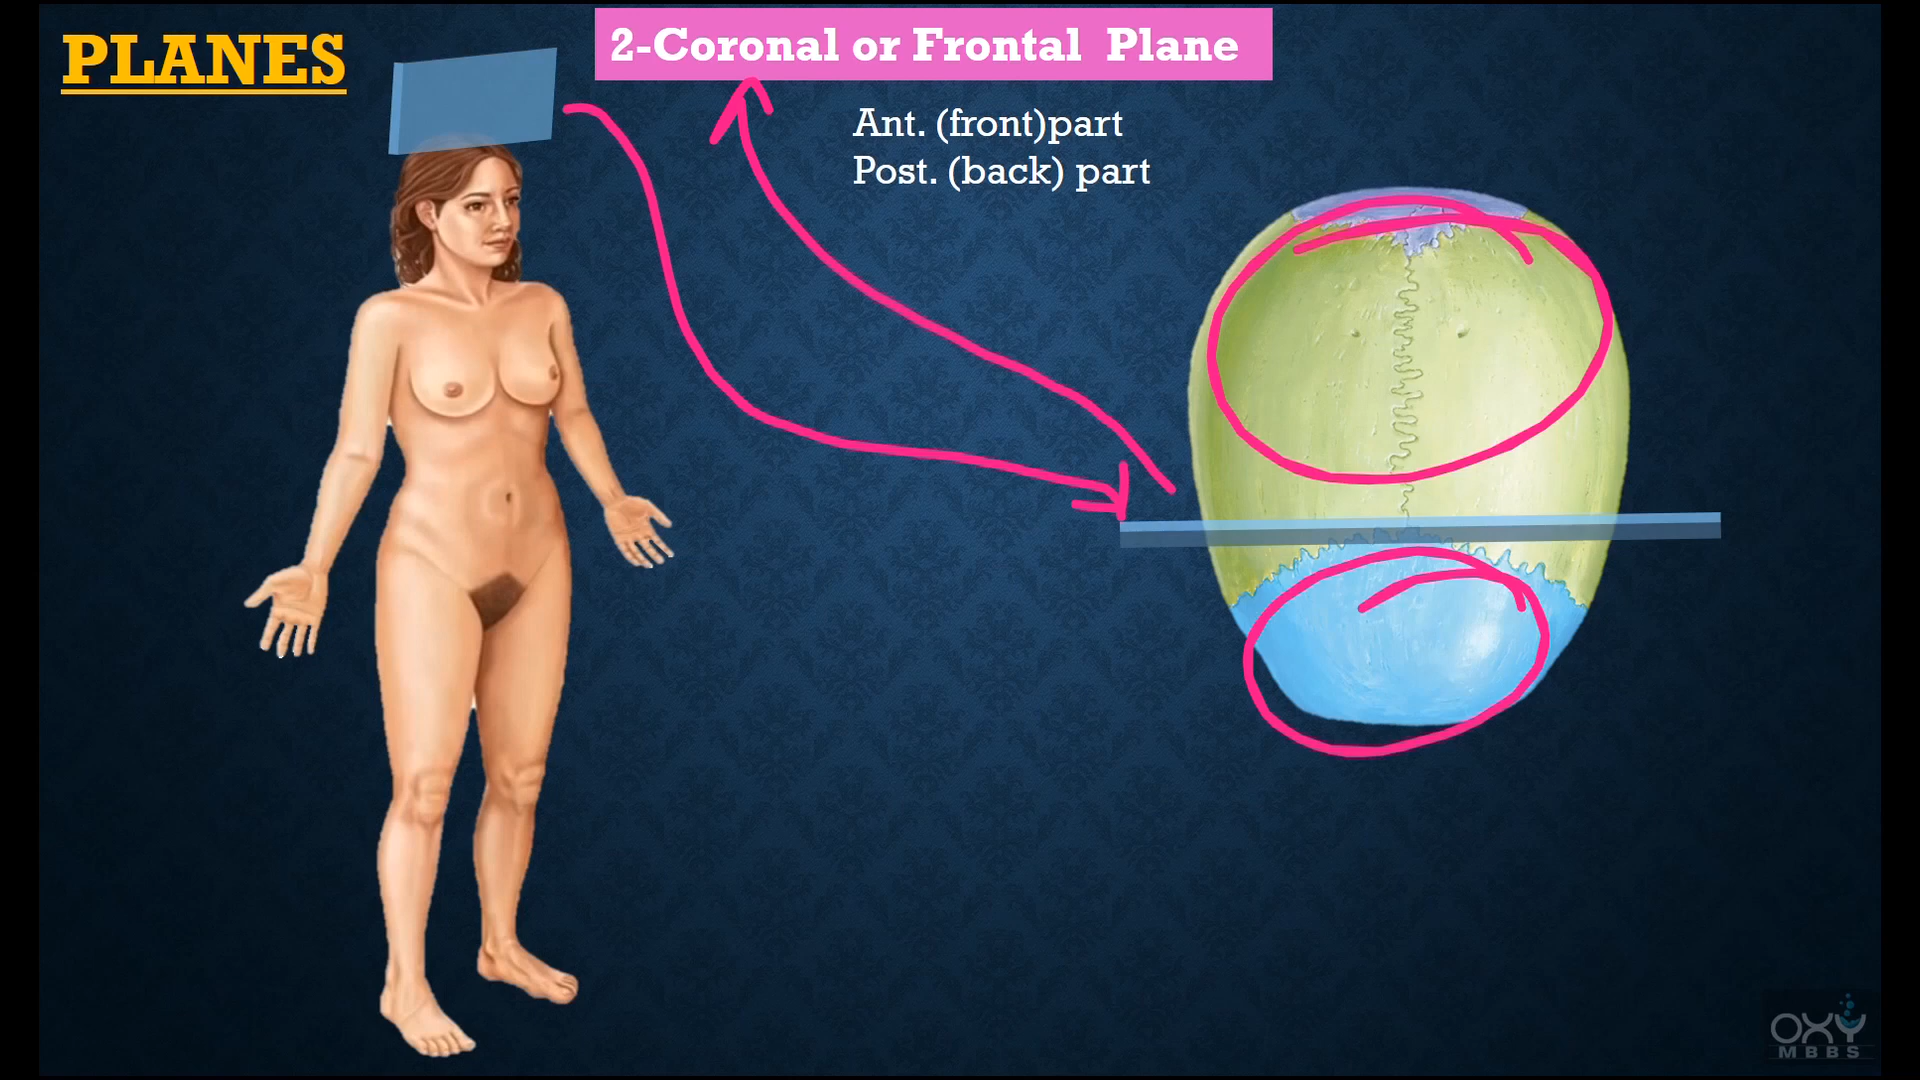 PLANES
2-Coronal or Frontal Plane
Ant. (front)part
Post. (back) part
OXY
MBBS